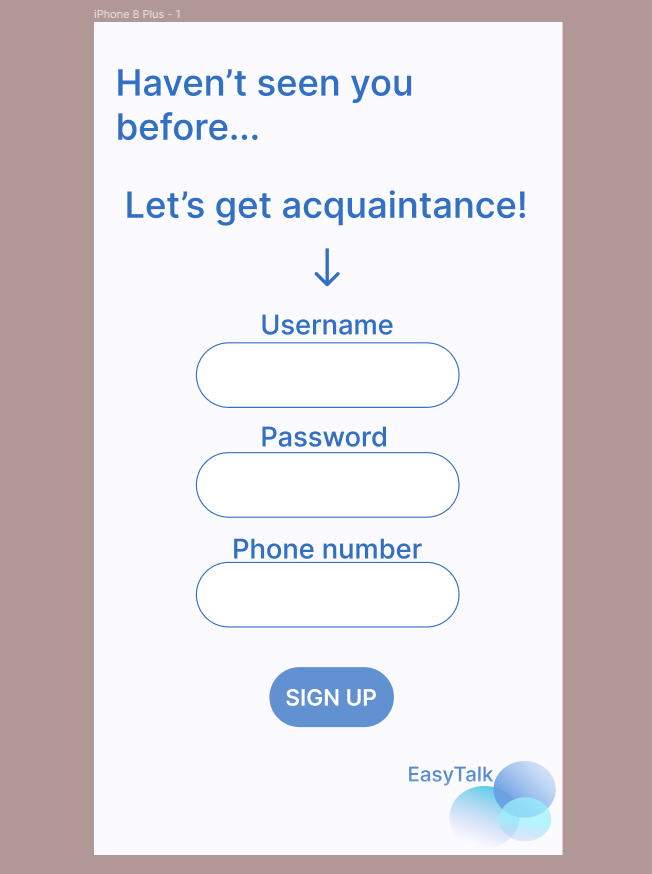 iPhone 8 Plus - 1
Haven’t seen you
before...
Let’s get acquaintance!
Username
Password
Phone number
SIGN UP
EasyTalk